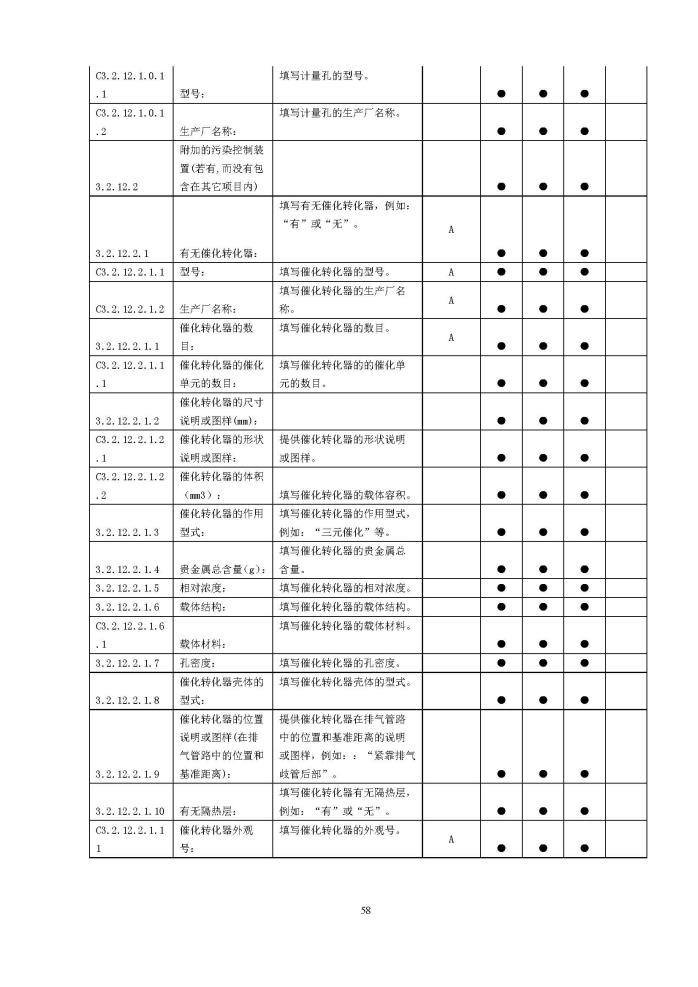 C3.2.12.1.0.1 填写计量孔的型号。
.1 型号： ● ● ●
C3.2.12.1.0.1 填写计量孔的生产厂名称。
.2 生产厂名称： ● ● ●
附加的污染控制装
置(若有,而没有包
3.2.12.2 含在其它项目内) ● ● ●
填写有无催化转化器，例如：
“有”或“无”。 A
3.2.12.2.1 有无催化转化器： ● ● ●
C3.2.12.2.1.1 型号： 填写催化转化器的型号。 A ● ● ●
填写催化转化器的生产厂名
C3.2.12.2.1.2 生产厂名称： 称。 A ● ● ●
催化转化器的数 填写催化转化器的数目。
3.2.12.2.1.1 目： A ● ● ●
C3.2.12.2.1.1 催化转化器的催化 填写催化转化器的的催化单
.1 单元的数目： 元的数目。 ● ● ●
催化转化器的尺寸
3.2.12.2.1.2 说明或图样(mm)： ● ● ●
C3.2.12.2.1.2 催化转化器的形状 提供催化转化器的形状说明
.1 说明或图样： 或图样。 ● ● ●
C3.2.12.2.1.2 催化转化器的体积
.2 （mm3）： 填写催化转化器的载体容积。 ● ● ●
催化转化器的作用 填写催化转化器的作用型式，
3.2.12.2.1.3 型式： 例如：“三元催化”等。 ● ● ●
填写催化转化器的贵金属总
3.2.12.2.1.4 贵金属总含量(g)： 含量。 ● ● ●
3.2.12.2.1.5 相对浓度： 填写催化转化器的相对浓度。 ● ● ●
3.2.12.2.1.6 载体结构： 填写催化转化器的载体结构。 ● ● ●
C3.2.12.2.1.6 填写催化转化器的载体材料。
.1 载体材料： ● ● ●
3.2.12.2.1.7 孔密度： 填写催化转化器的孔密度。 ● ● ●
催化转化器壳体的 填写催化转化器壳体的型式。
3.2.12.2.1.8 型式： ● ● ●
催化转化器的位置 提供催化转化器在排气管路
说明或图样(在排 中的位置和基准距离的说明
气管路中的位置和 或图样，例如：：“紧靠排气
3.2.12.2.1.9 基准距离)： 歧管后部”。 ● ● ●
填写催化转化器有无隔热层，
3.2.12.2.1.10 有无隔热层： 例如：“有”或“无”。 ● ● ●
C3.2.12.2.1.1 催化转化器外观 填写催化转化器的外观号。
1 号： A ● ● ●
58